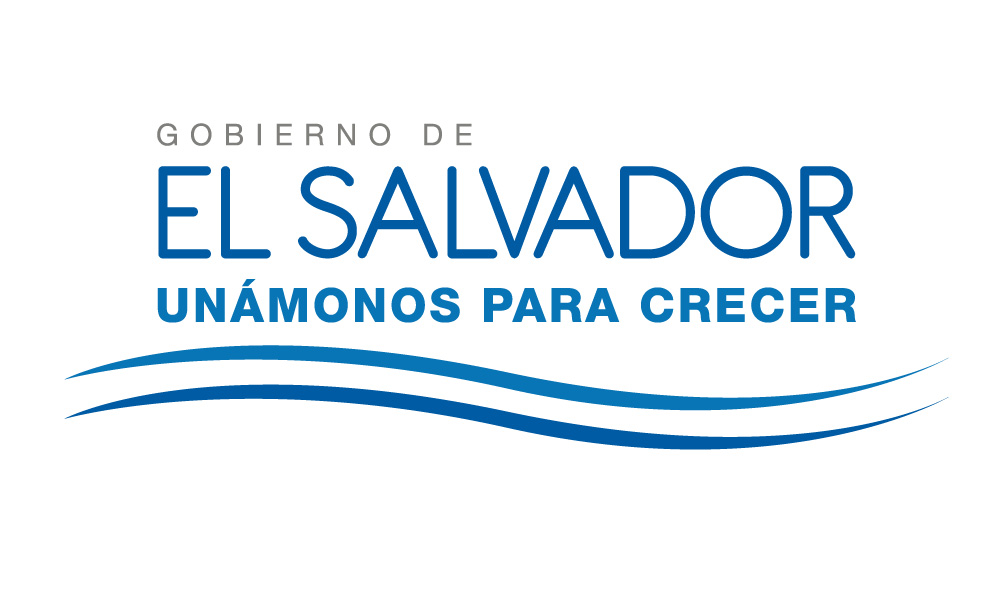 GOBIERNO DE
EL SALVADOR
UNÁMONOS PARA CRECER